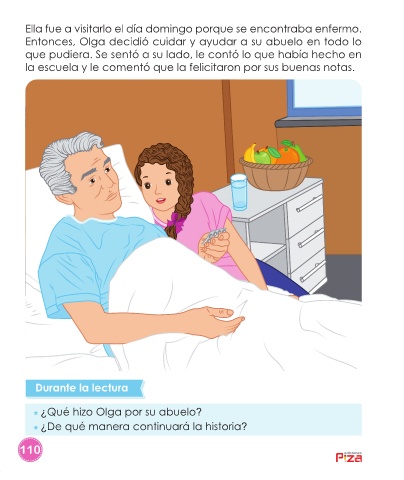 Ella fue a visitarlo el día domingo porque se encontraba enfermo.
Entonces, Olga decidió cuidar y ayudar a su abuelo en todo lo
que pudiera. Se sentó a su lado, le contó lo que había hecho en
la escuela y le comentó que la felicitaron por sus buenas notas.
Durante la lectura
¿Qué hizo Olga por su abuelo?
¿De qué manera continuará la historia?
110
PIZA